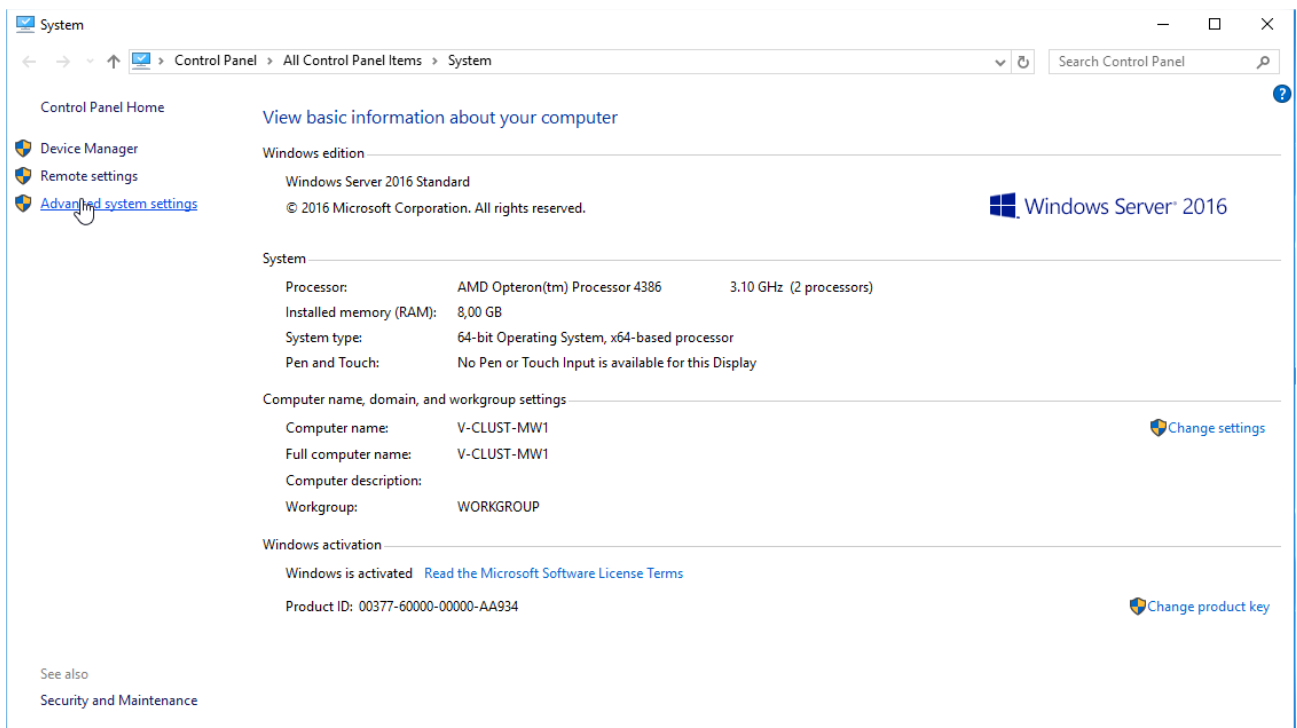 System
Control Panel > All Control Panel Items > System
Search Control Panel
Control Panel Home
Device Manager
Remote settings
Advanced system settings
View basic information about your computer
Windows edition
Windows Server 2016 Standard
© 2016 Microsoft Corporation. All rights reserved.
Windows Server® 2016
System
Processor: AMD Opteron(tm) Processor 4386 3.10 GHz (2 processors)
Installed memory (RAM): 8,00 GB
System type: 64-bit Operating System, x64-based processor
Pen and Touch: No Pen or Touch Input is available for this Display
Computer name, domain, and workgroup settings
Computer name: V-CLUST-MW1
Change settings
Full computer name: V-CLUST-MW1
Computer description:
Workgroup: WORKGROUP
Windows activation
Windows is activated Read the Microsoft Software License Terms
Product ID: 00377-60000-00000-AA934
Change product key
See also
Security and Maintenance